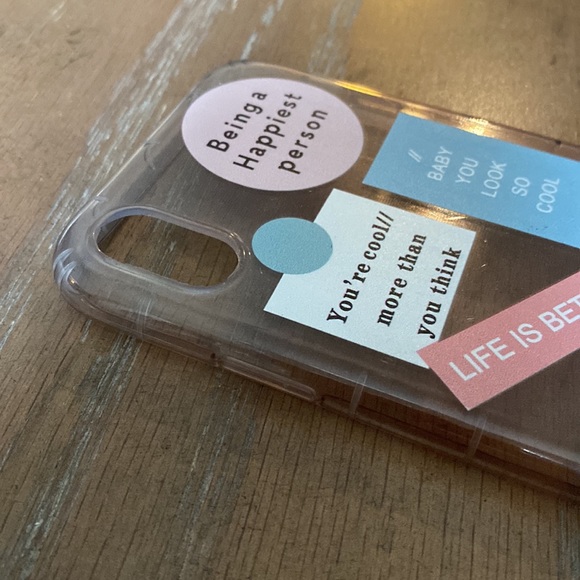 Being a
Happiest
person
// BABY
YOU
LOOK
SO
COOL
You're cool//
more than
you think
LIFE IS BET